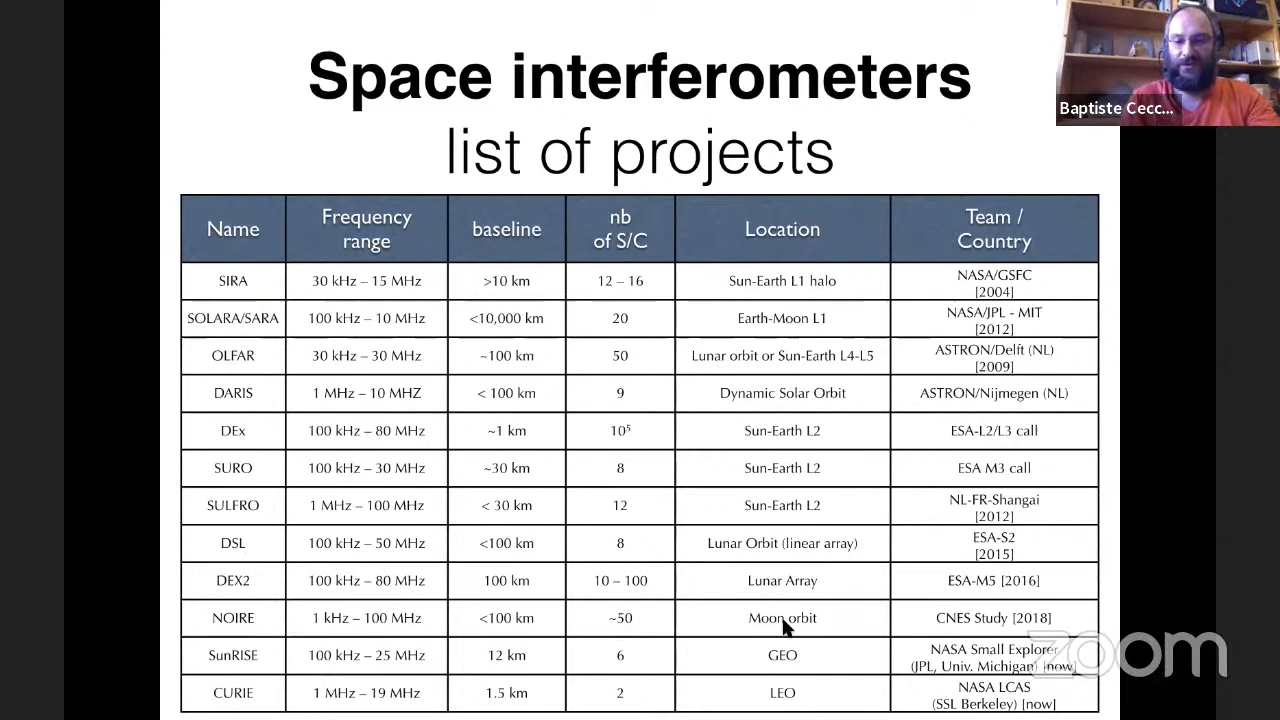 Space interferometers
list of projects
Baptiste Cecc...
Name Frequency range baseline nb of S/C Location Team / Country
SIRA 30 kHz – 15 MHz >10 km 12 – 16 Sun-Earth L1 halo NASA/GSFC [2004]
SOLARA/SARA 100 kHz – 10 MHz <10,000 km 20 Earth-Moon L1 NASA/JPL - MIT [2012]
OLFAR 30 kHz – 30 MHz ~100 km 50 Lunar orbit or Sun-Earth L4-L5 ASTRON/Delft (NL) [2009]
DARIS 1 MHz – 10 MHZ < 100 km 9 Dynamic Solar Orbit ASTRON/Nijmegen (NL)
DEx 100 kHz – 80 MHz ~1 km 10⁵ Sun-Earth L2 ESA-L2/L3 call
SURO 100 kHz – 30 MHz ~30 km 8 Sun-Earth L2 ESA M3 call
SULFRO 1 MHz – 100 MHz < 30 km 12 Sun-Earth L2 NL-FR-Shangai [2012]
DSL 100 kHz – 50 MHz <100 km 8 Lunar Orbit (linear array) ESA-S2 [2015]
DEX2 100 kHz – 80 MHz 100 km 10 – 100 Lunar Array ESA-M5 [2016]
NOIRE 1 kHz – 100 MHz <100 km ~50 Moon orbit CNES Study [2018]
SunRISE 100 kHz – 25 MHz 12 km 6 GEO NASA Small Explorer (JPL, Univ. Michigan) [now]
CURIE 1 MHz – 19 MHz 1.5 km 2 LEO NASA LCAS (SSL Berkeley) [now]
zoom